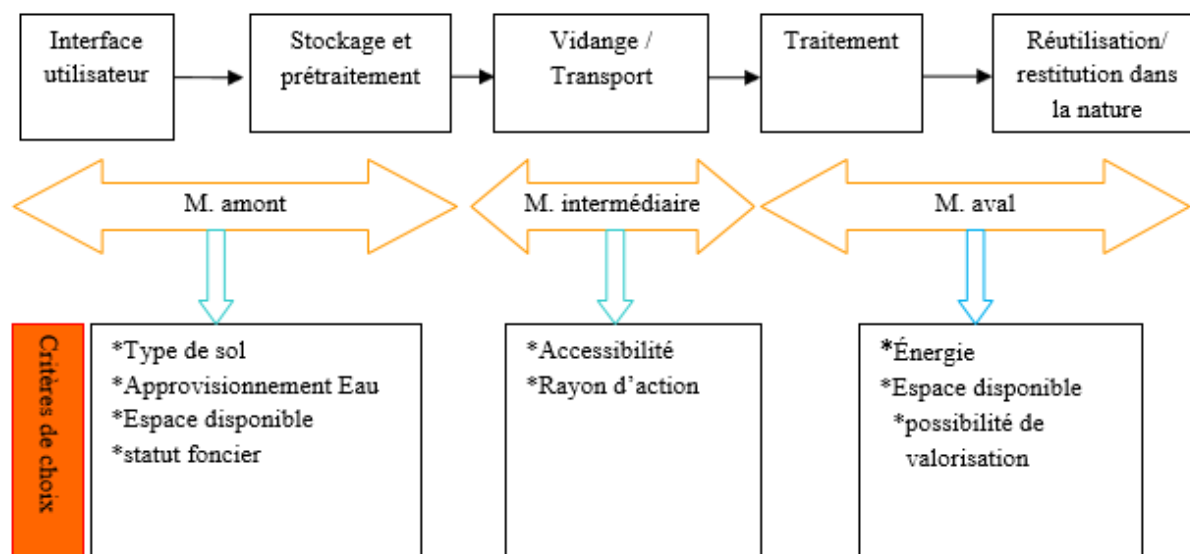 Interface
utilisateur
Stockage et
prétraitement
Vidange /
Transport
Traitement
Réutilisation/
restitution dans
la nature
M. amont
M. intermédiaire
M. aval
Critères de choix
*Type de sol
*Approvisionnement Eau
*Espace disponible
*statut foncier
*Accessibilité
*Rayon d’action
*Énergie
*Espace disponible
*possibilité de
valorisation